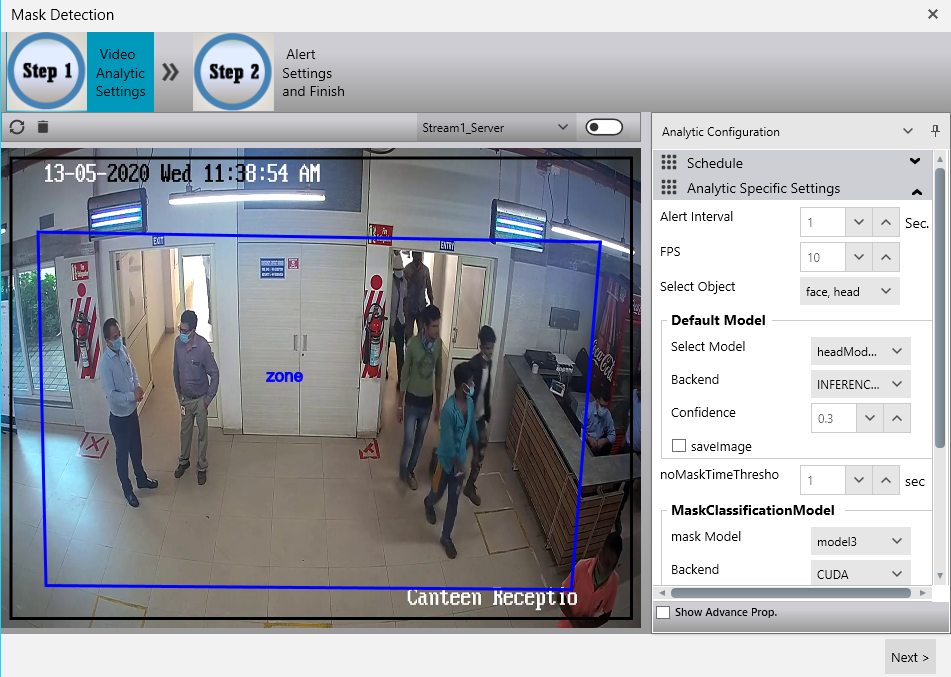 Mask Detection
Step 1
Video
Analytic
Settings
Step 2
Alert
Settings
and Finish
Stream1_Server
Analytic Configuration
Schedule
Analytic Specific Settings
Alert Interval
1
Sec.
FPS
10
Select Object
face, head
Default Model
Select Model
headMod...
Backend
INFERENC...
Confidence
0.3
saveImage
noMaskTimeThresho
1
sec
MaskClassificationModel
mask Model
model3
Backend
CUDA
Show Advance Prop.
Next >
13-05-2020 Wed 11:38:54 AM
EXIT
EXIT
zone
Coca-Cola
Canteen Receptio